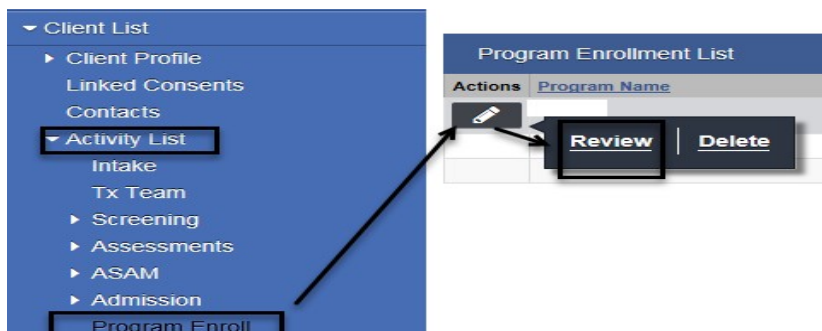 Client List
Client Profile
Linked Consents
Contacts
Activity List
Intake
Tx Team
Screening
Assessments
ASAM
Admission
Program Enroll
Program Enrollment List
Actions Program Name
Review Delete